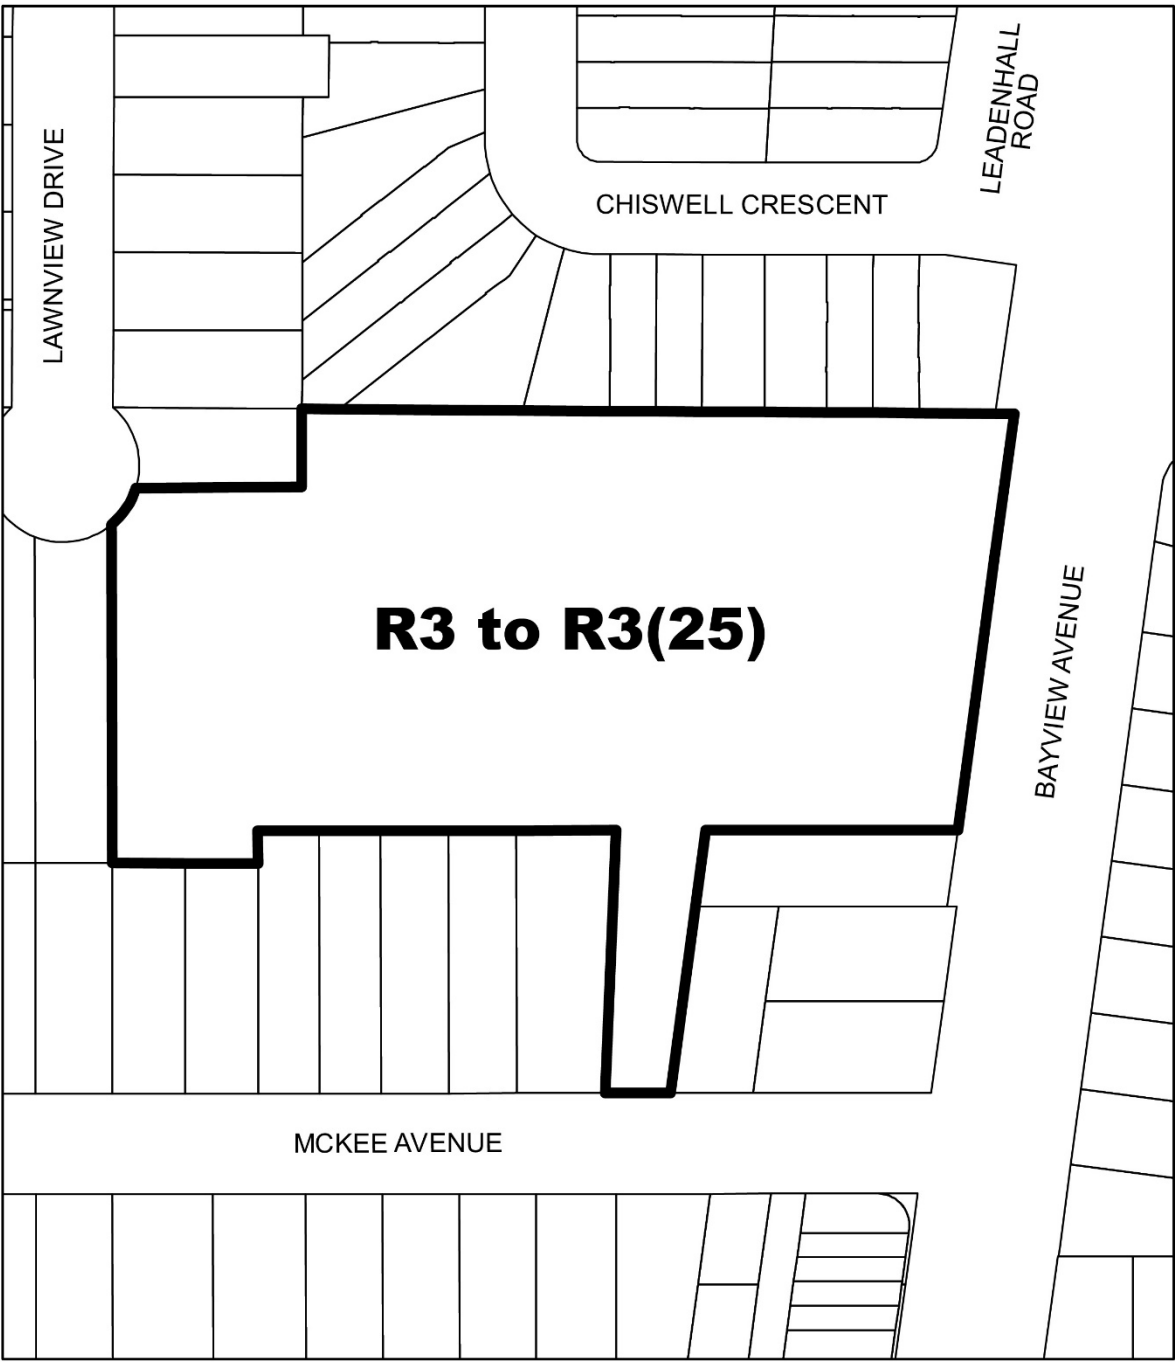 LEADENHALL
ROAD
LAWNVIEW DRIVE
CHISWELL CRESCENT
R3 to R3(25)
BAYVIEW AVENUE
MCKEE AVENUE